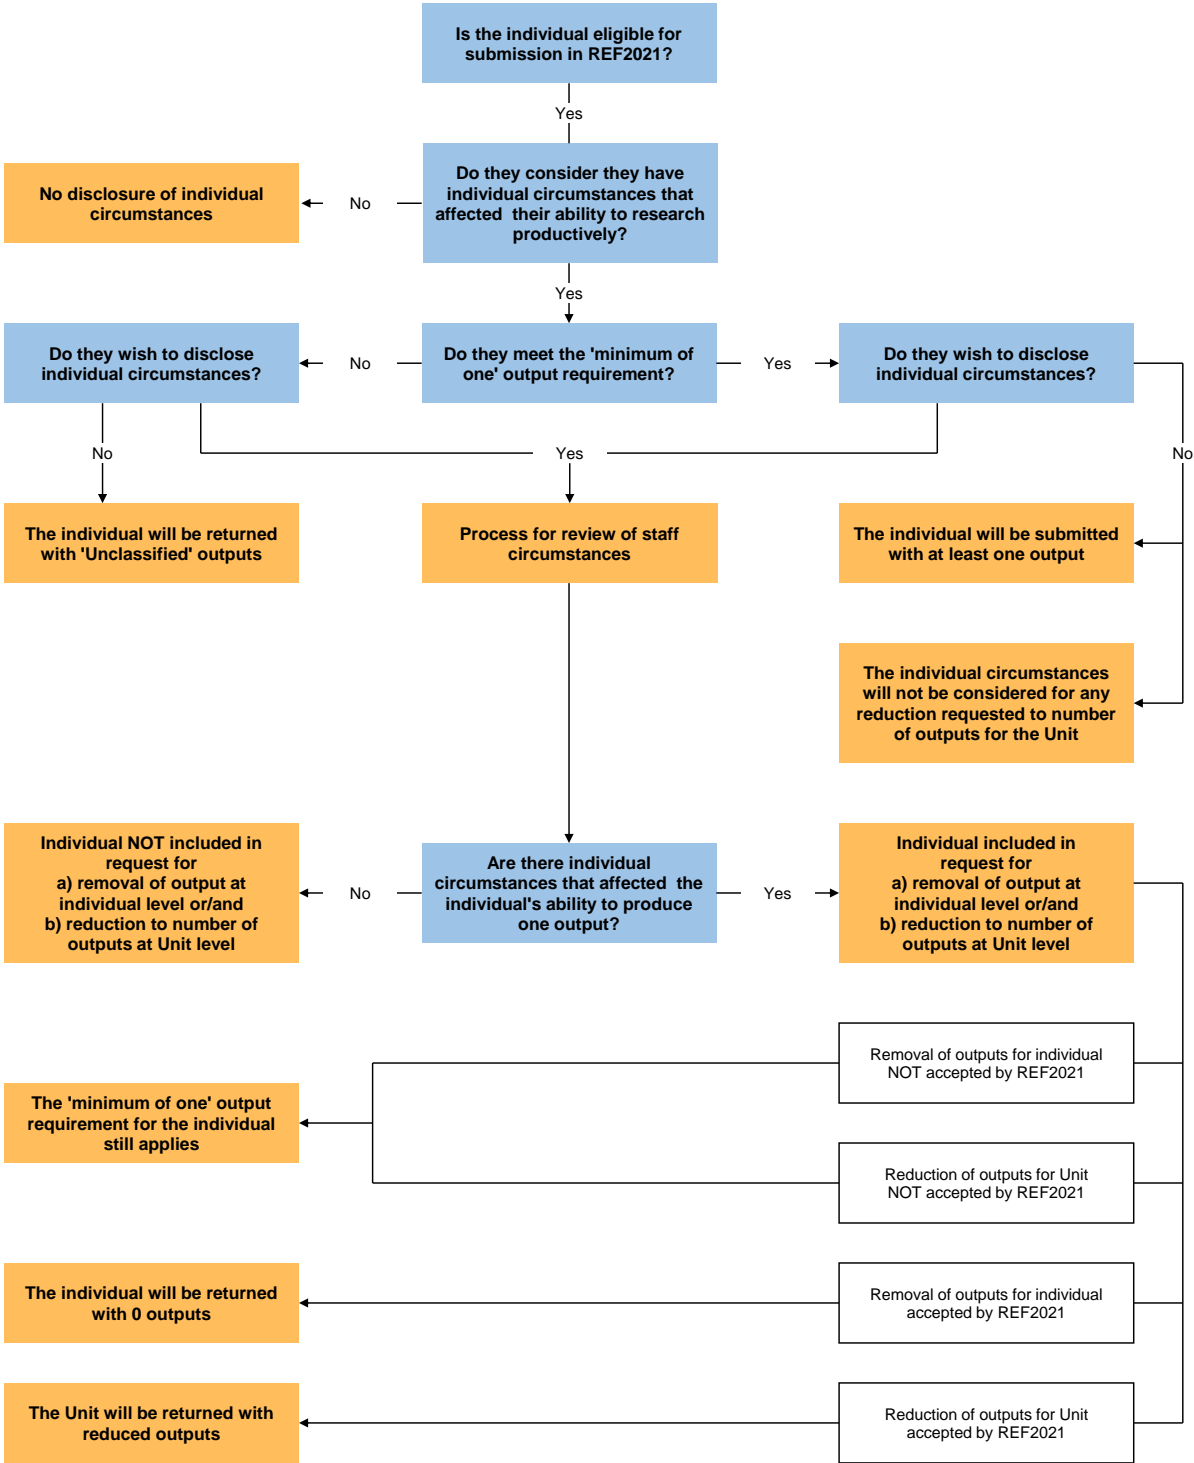 Is the individual eligible for
submission in REF2021?
Yes
Do they consider they have
individual circumstances that
affected  their ability to research
productively?
No
No disclosure of individual
circumstances
Yes
Do they wish to disclose
individual circumstances?
No
Do they meet the 'minimum of
one' output requirement?
Yes
Do they wish to disclose
individual circumstances?
No
Yes
No
The individual will be returned
with 'Unclassified' outputs
Process for review of staff
circumstances
The individual will be submitted
with at least one output
The individual circumstances
will not be considered for any
reduction requested to number
of outputs for the Unit
Individual NOT included in
request for
a) removal of output at
individual level or/and
b) reduction to number of
outputs at Unit level
No
Are there individual
circumstances that affected  the
individual's ability to produce
one output?
Yes
Individual included in
request for
a) removal of output at
individual level or/and
b) reduction to number of
outputs at Unit level
Removal of outputs for individual
NOT accepted by REF2021
The 'minimum of one' output
requirement for the individual
still applies
Reduction of outputs for Unit
NOT accepted by REF2021
The individual will be returned
with 0 outputs
Removal of outputs for individual
accepted by REF2021
The Unit will be returned with
reduced outputs
Reduction of outputs for Unit
accepted by REF2021